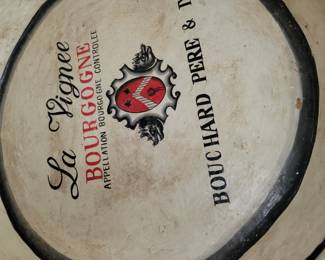 La Vignee
BOURGOGNE
APPELLATION BOURGOGNE CONTROLEE
BOUCHARD PERE &